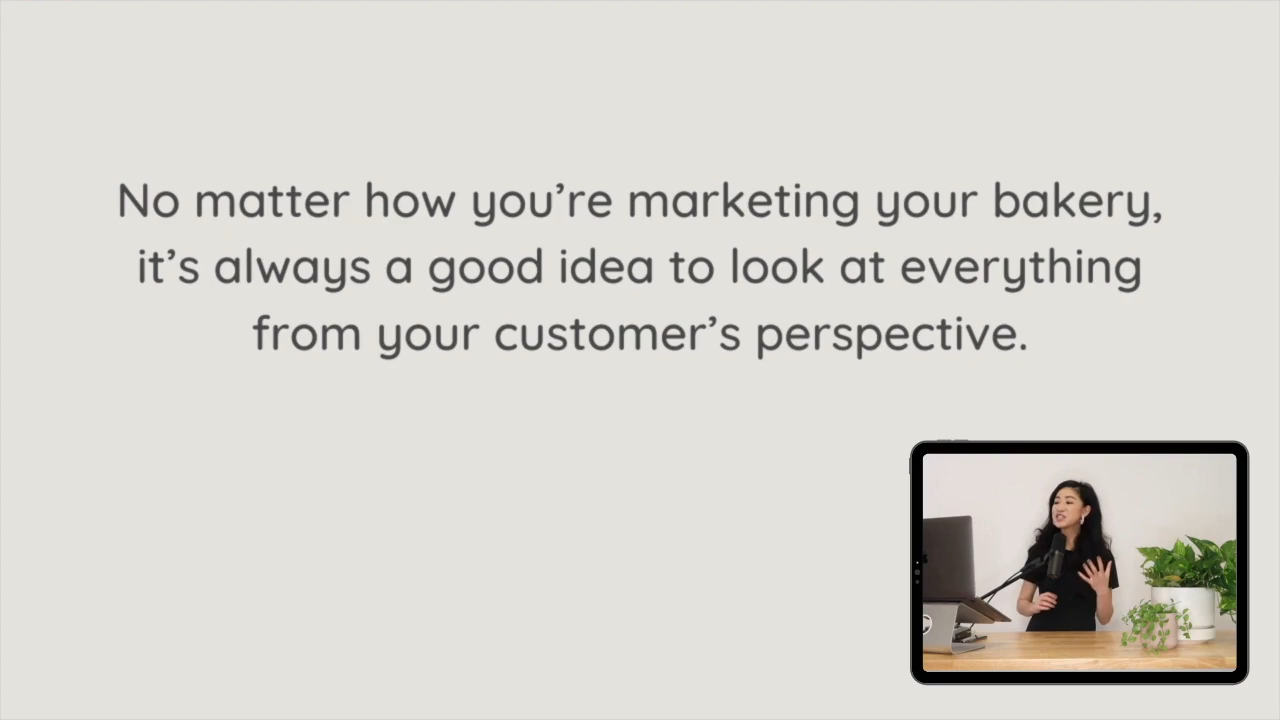 No matter how you’re marketing your bakery,
it’s always a good idea to look at everything
from your customer’s perspective.